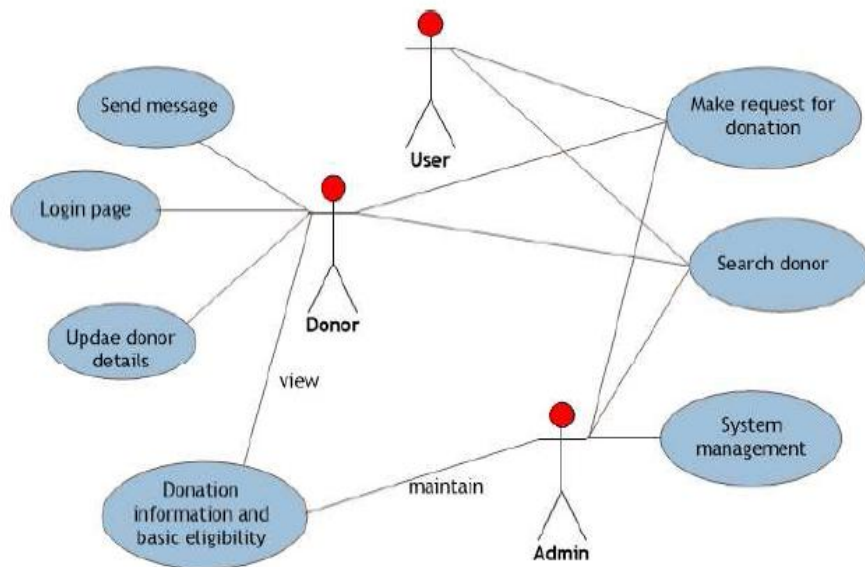 Send message
Make request for
donation
User
Login page
Search donor
Donor
Updae donor
details
view
System
management
maintain
Donation
information and
basic eligibility
Admin